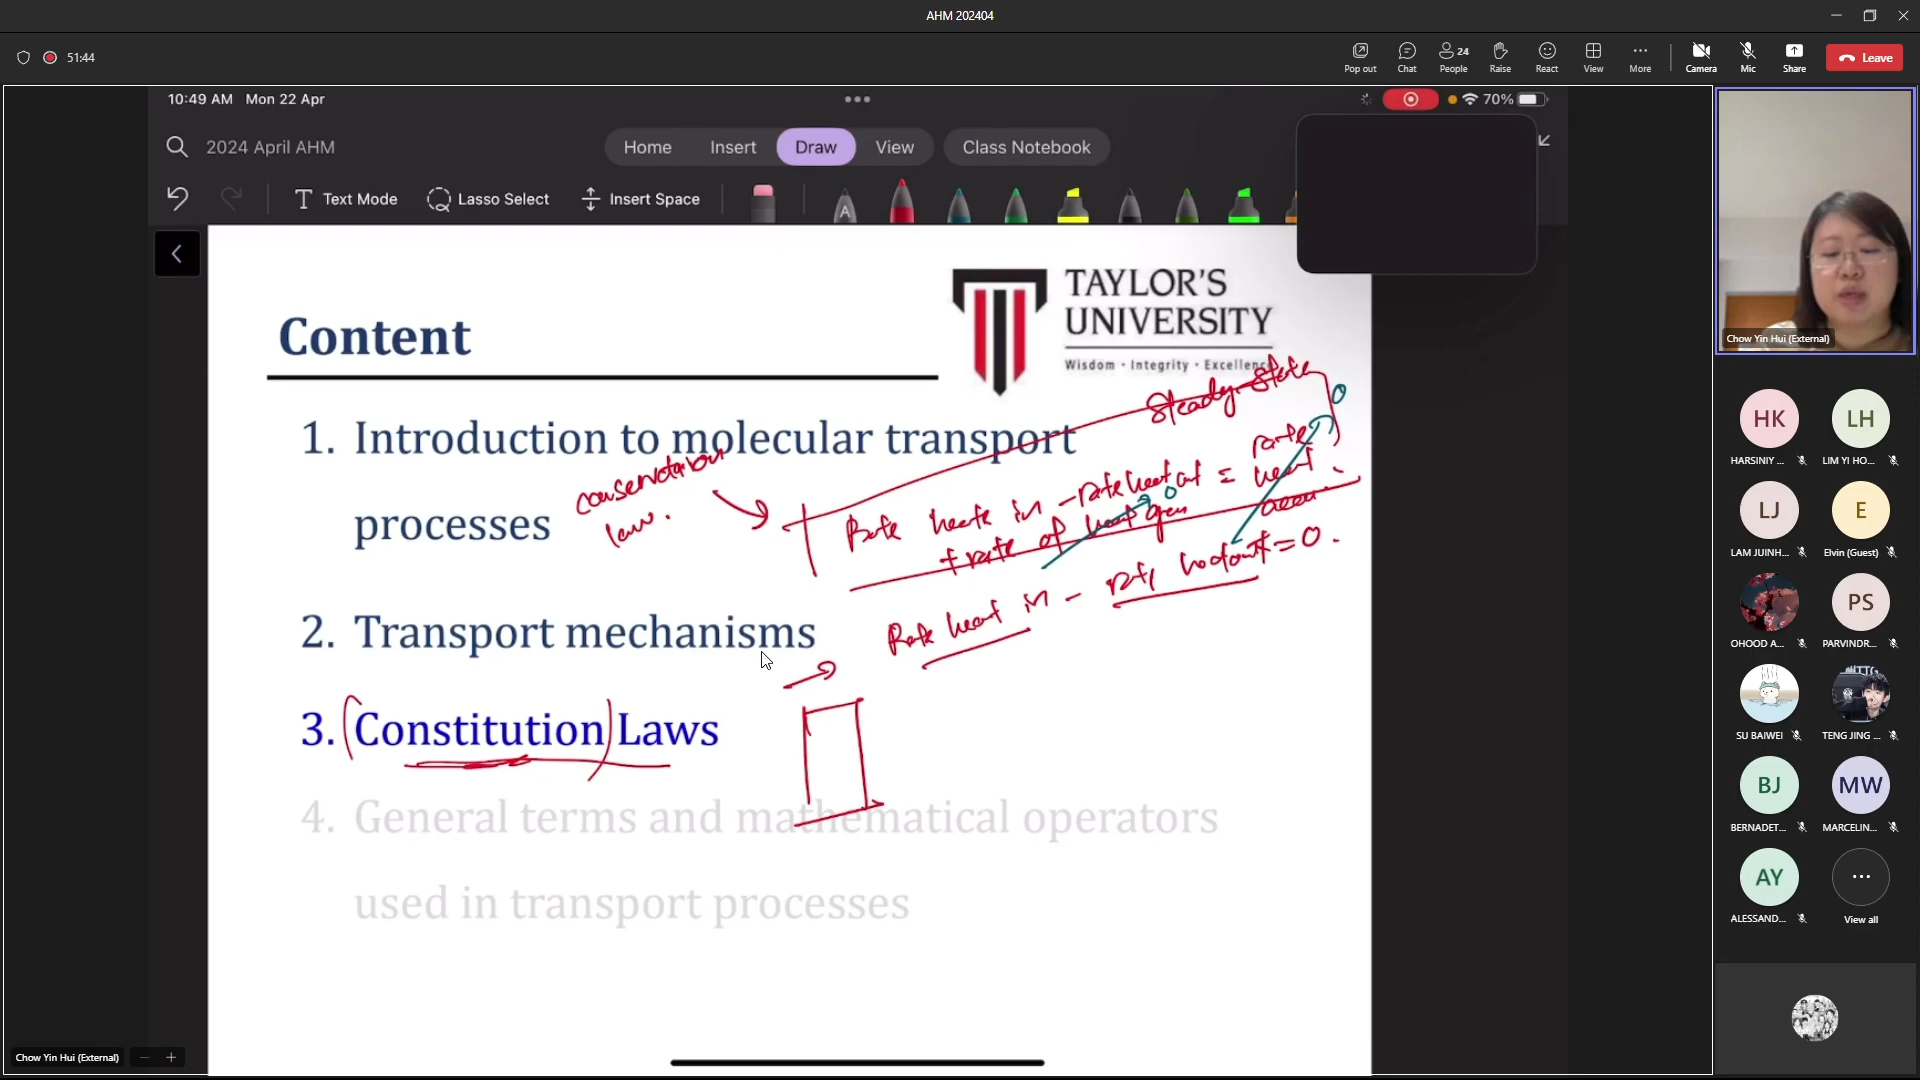 AHM 202404
51:44
Pop out
Chat
24
People
Raise
React
View
More
Camera
Mic
Share
Leave
10:49 AM Mon 22 Apr
70%
2024 April AHM
Home
Insert
Draw
View
Class Notebook
Text Mode
Lasso Select
Insert Space
A
TAYLOR'S
UNIVERSITY
Wisdom · Integrity · Excellence
Content
Steady-State
0
1. Introduction to molecular transport
processes
conservation
law.
rate
Rate heat in - rate heat out = heat
0
+ rate of heat gen
Rate heat in - rate heat out = 0.
2. Transport mechanisms
3. (Constitution) Laws
4. General terms and mathematical operators
used in transport processes
Chow Yin Hui (External)
HK
HARSINIY ...
LH
LIM YI HO...
LJ
LAM JUINH...
E
Elvin (Guest)
OHOOD A...
PS
PARVINDR...
SU BAIWEI
TENG JING ...
BJ
BERNADET...
MW
MARCELIN...
AY
ALESSAND...
View all
Chow Yin Hui (External)